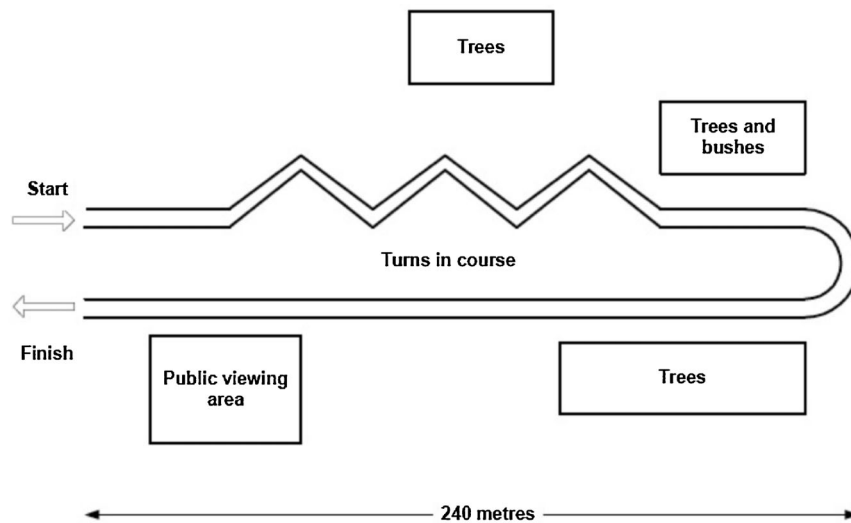 Trees
Trees and
bushes
Start
Turns in course
Finish
Public viewing
area
Trees
240 metres